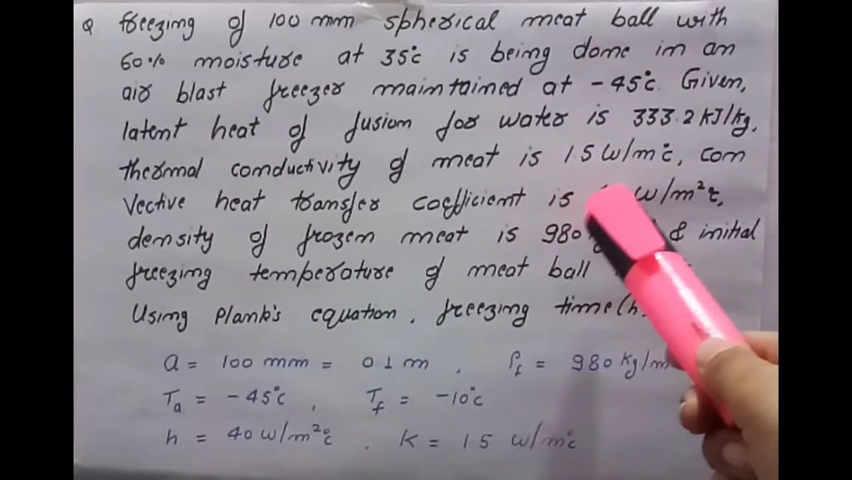 Q Freezing of 100 mm spherical meat ball with
60% moisture at 35°c is being done in an
air blast freezer maintained at -45°c. Given,
latent heat of fusion for water is 333.2 KJ/kg,
thermal conductivity of meat is 1.5 W/m°c, con
vective heat transfer coefficient is W/m²°c,
density of frozen meat is 980 & initial
freezing temperature of meat ball
Using Plank's equation, freezing time (h
a = 100 mm = 0.1 m, ρf = 980 kg/m
Ta = -45°c, Tf = -10°c
h = 40 W/m²°c, K = 1.5 W/m°c